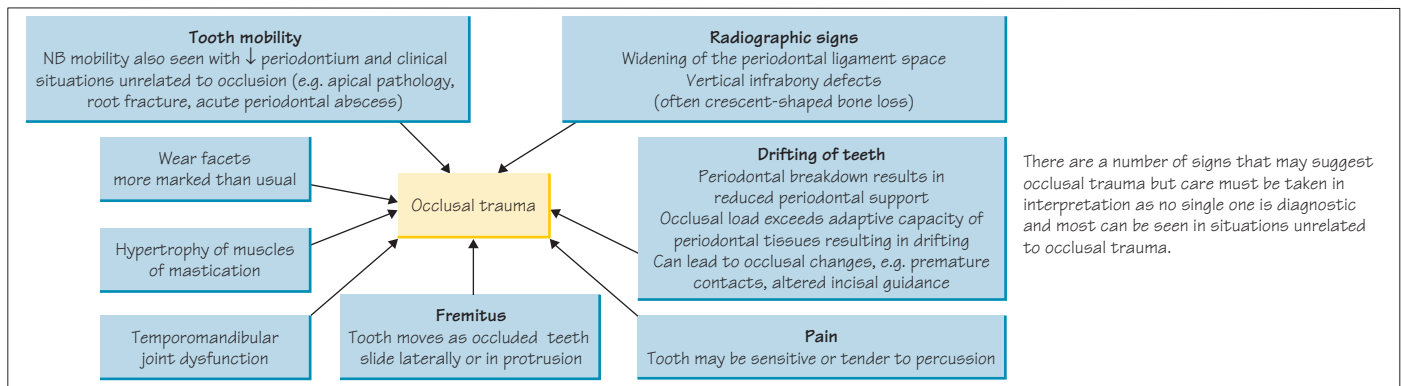 Tooth mobility
NB mobility also seen with ↓ periodontium and clinical
situations unrelated to occlusion (e.g. apical pathology,
root fracture, acute periodontal abscess)
Radiographic signs
Widening of the periodontal ligament space
Vertical infrabony defects
(often crescent-shaped bone loss)
Wear facets
more marked than usual
Hypertrophy of muscles
of mastication
Temporomandibular
joint dysfunction
Occlusal trauma
Fremitus
Tooth moves as occluded teeth
slide laterally or in protrusion
Drifting of teeth
Periodontal breakdown results in
reduced periodontal support
Occlusal load exceeds adaptive capacity of
periodontal tissues resulting in drifting
Can lead to occlusal changes, e.g. premature
contacts, altered incisal guidance
Pain
Tooth may be sensitive or tender to percussion
There are a number of signs that may suggest
occlusal trauma but care must be taken in
interpretation as no single one is diagnostic
and most can be seen in situations unrelated
to occlusal trauma.